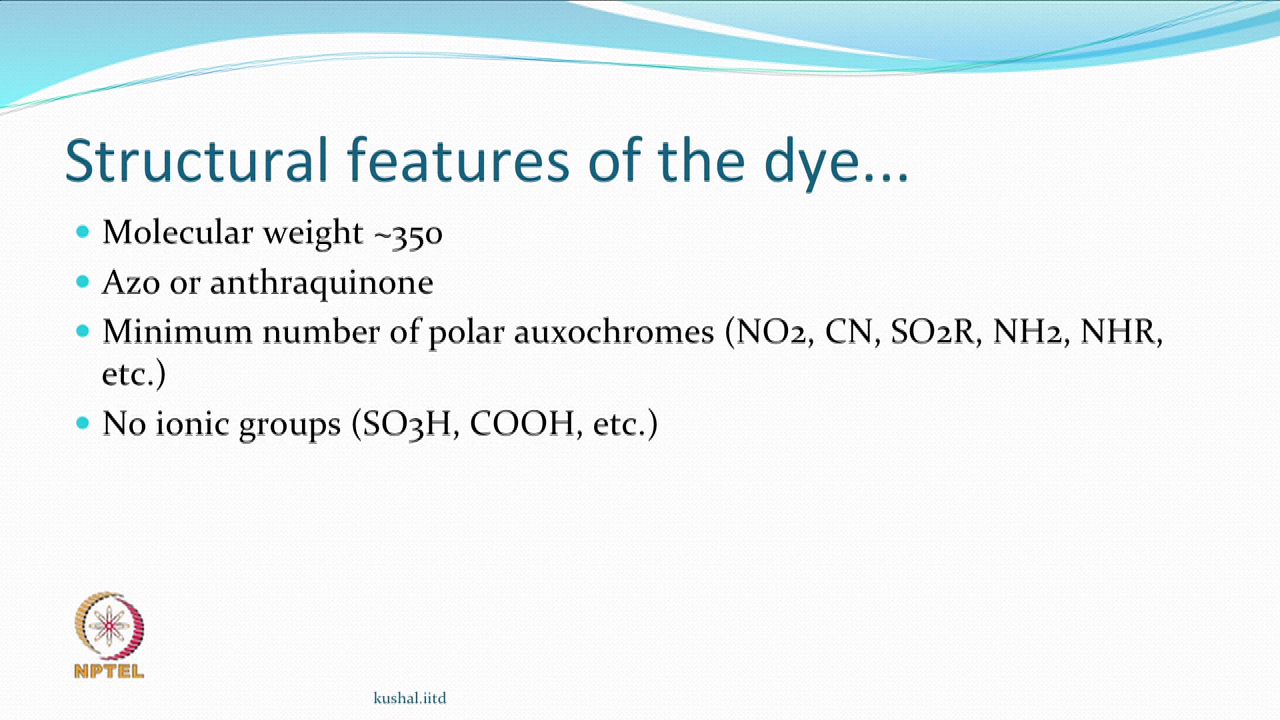 Structural features of the dye...
• Molecular weight ~350
• Azo or anthraquinone
• Minimum number of polar auxochromes (NO2, CN, SO2R, NH2, NHR,
etc.)
• No ionic groups (SO3H, COOH, etc.)
NPTEL
kushal.iitd